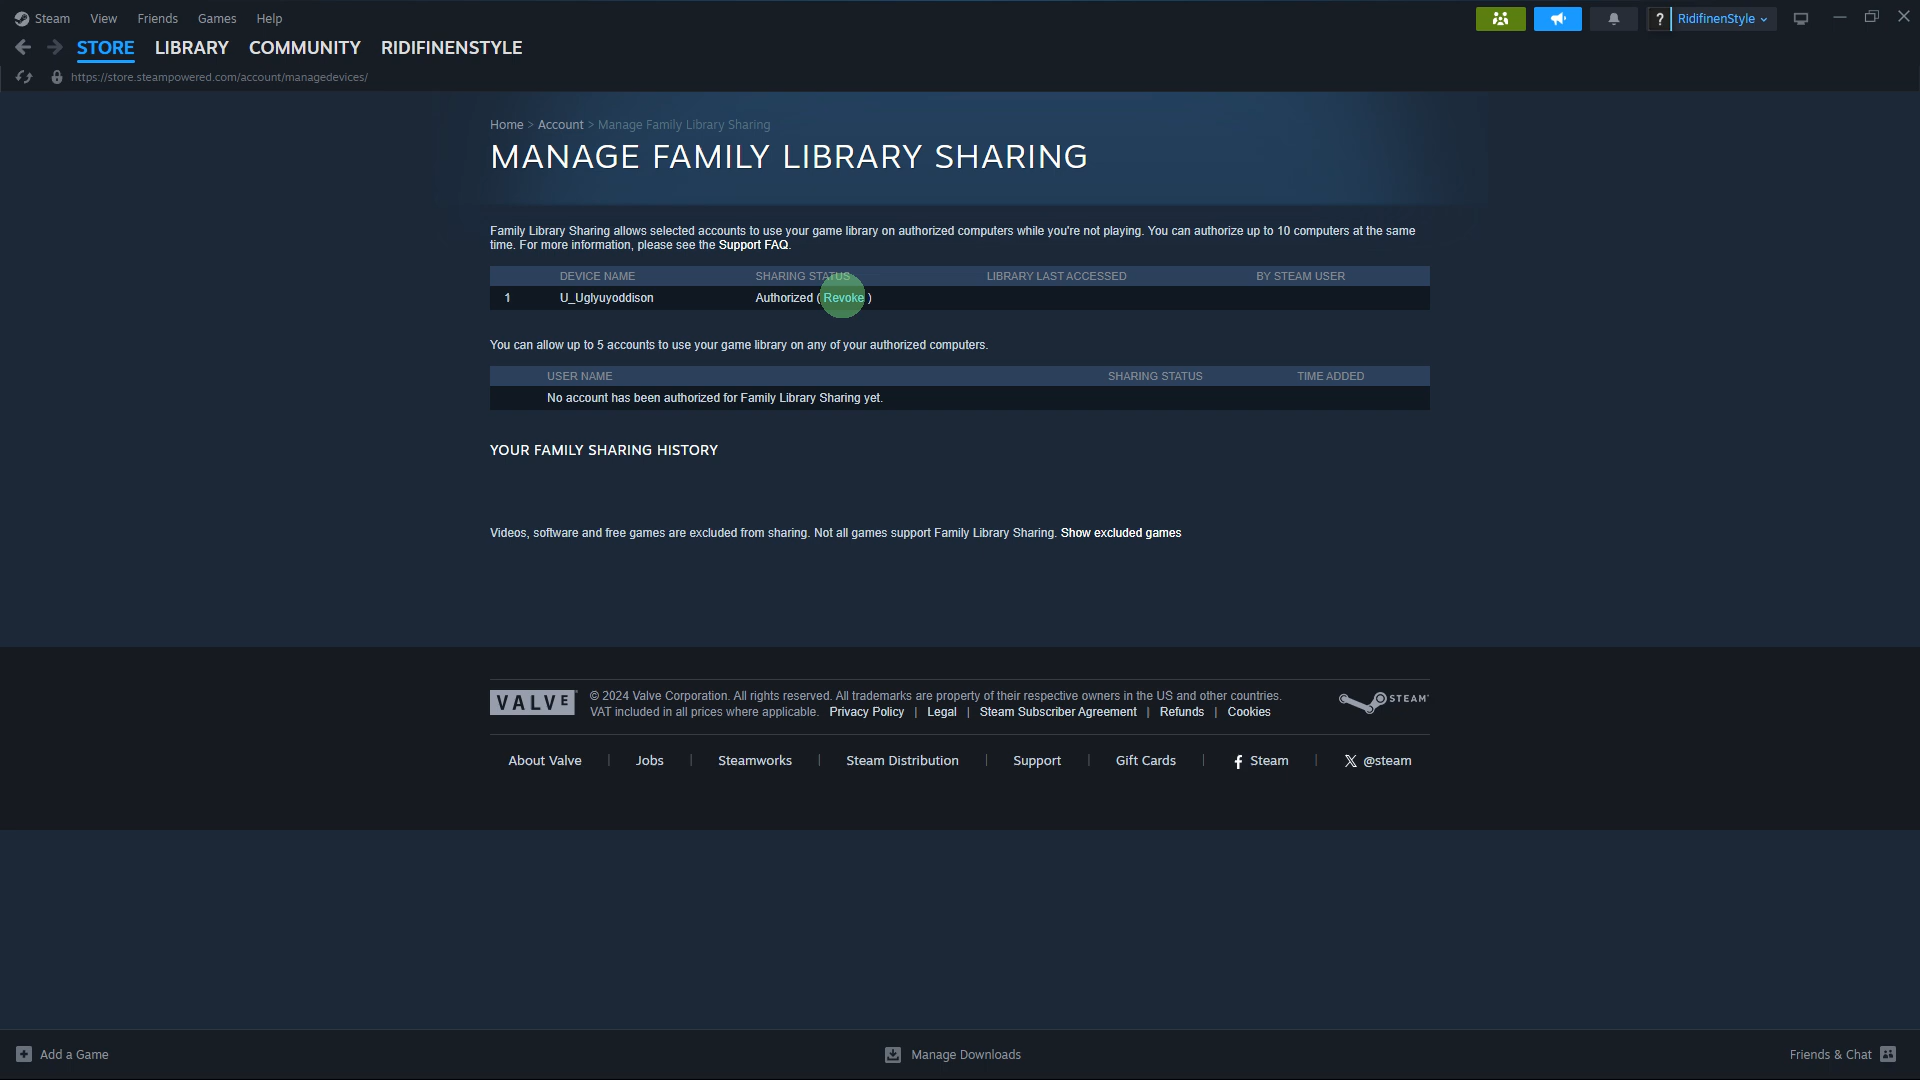 Steam View Friends Games Help ? RidifinenStyle
STORE LIBRARY COMMUNITY RIDIFINENSTYLE
https://store.steampowered.com/account/managedevices/
Home > Account > Manage Family Library Sharing
MANAGE FAMILY LIBRARY SHARING
Family Library Sharing allows selected accounts to use your game library on authorized computers while you're not playing. You can authorize up to 10 computers at the same
time. For more information, please see the Support FAQ.
DEVICE NAME SHARING STATUS LIBRARY LAST ACCESSED BY STEAM USER
1 U_Uglyuyoddison Authorized ( Revoke )
You can allow up to 5 accounts to use your game library on any of your authorized computers.
USER NAME SHARING STATUS TIME ADDED
No account has been authorized for Family Library Sharing yet.
YOUR FAMILY SHARING HISTORY
Videos, software and free games are excluded from sharing. Not all games support Family Library Sharing. Show excluded games
VALVE © 2024 Valve Corporation. All rights reserved. All trademarks are property of their respective owners in the US and other countries. STEAM
VAT included in all prices where applicable. Privacy Policy | Legal | Steam Subscriber Agreement | Refunds | Cookies
About Valve | Jobs | Steamworks | Steam Distribution | Support | Gift Cards | Steam | @steam
Add a Game Manage Downloads Friends & Chat